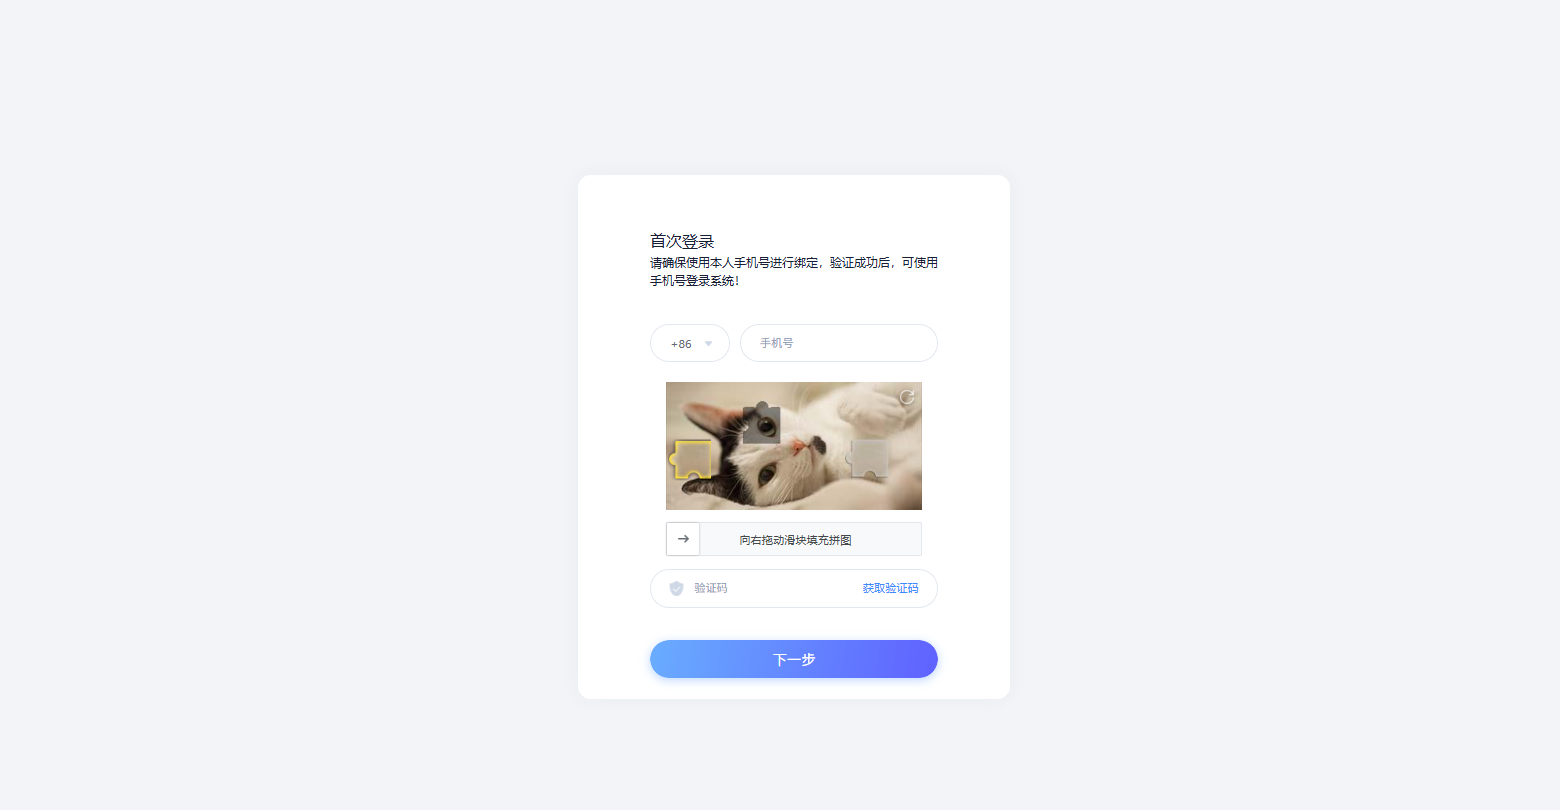 首次登录
请确保使用本人手机号进行绑定，验证成功后，可使用
手机号登录系统！
+86
手机号
向右拖动滑块填充拼图
验证码
获取验证码
下一步